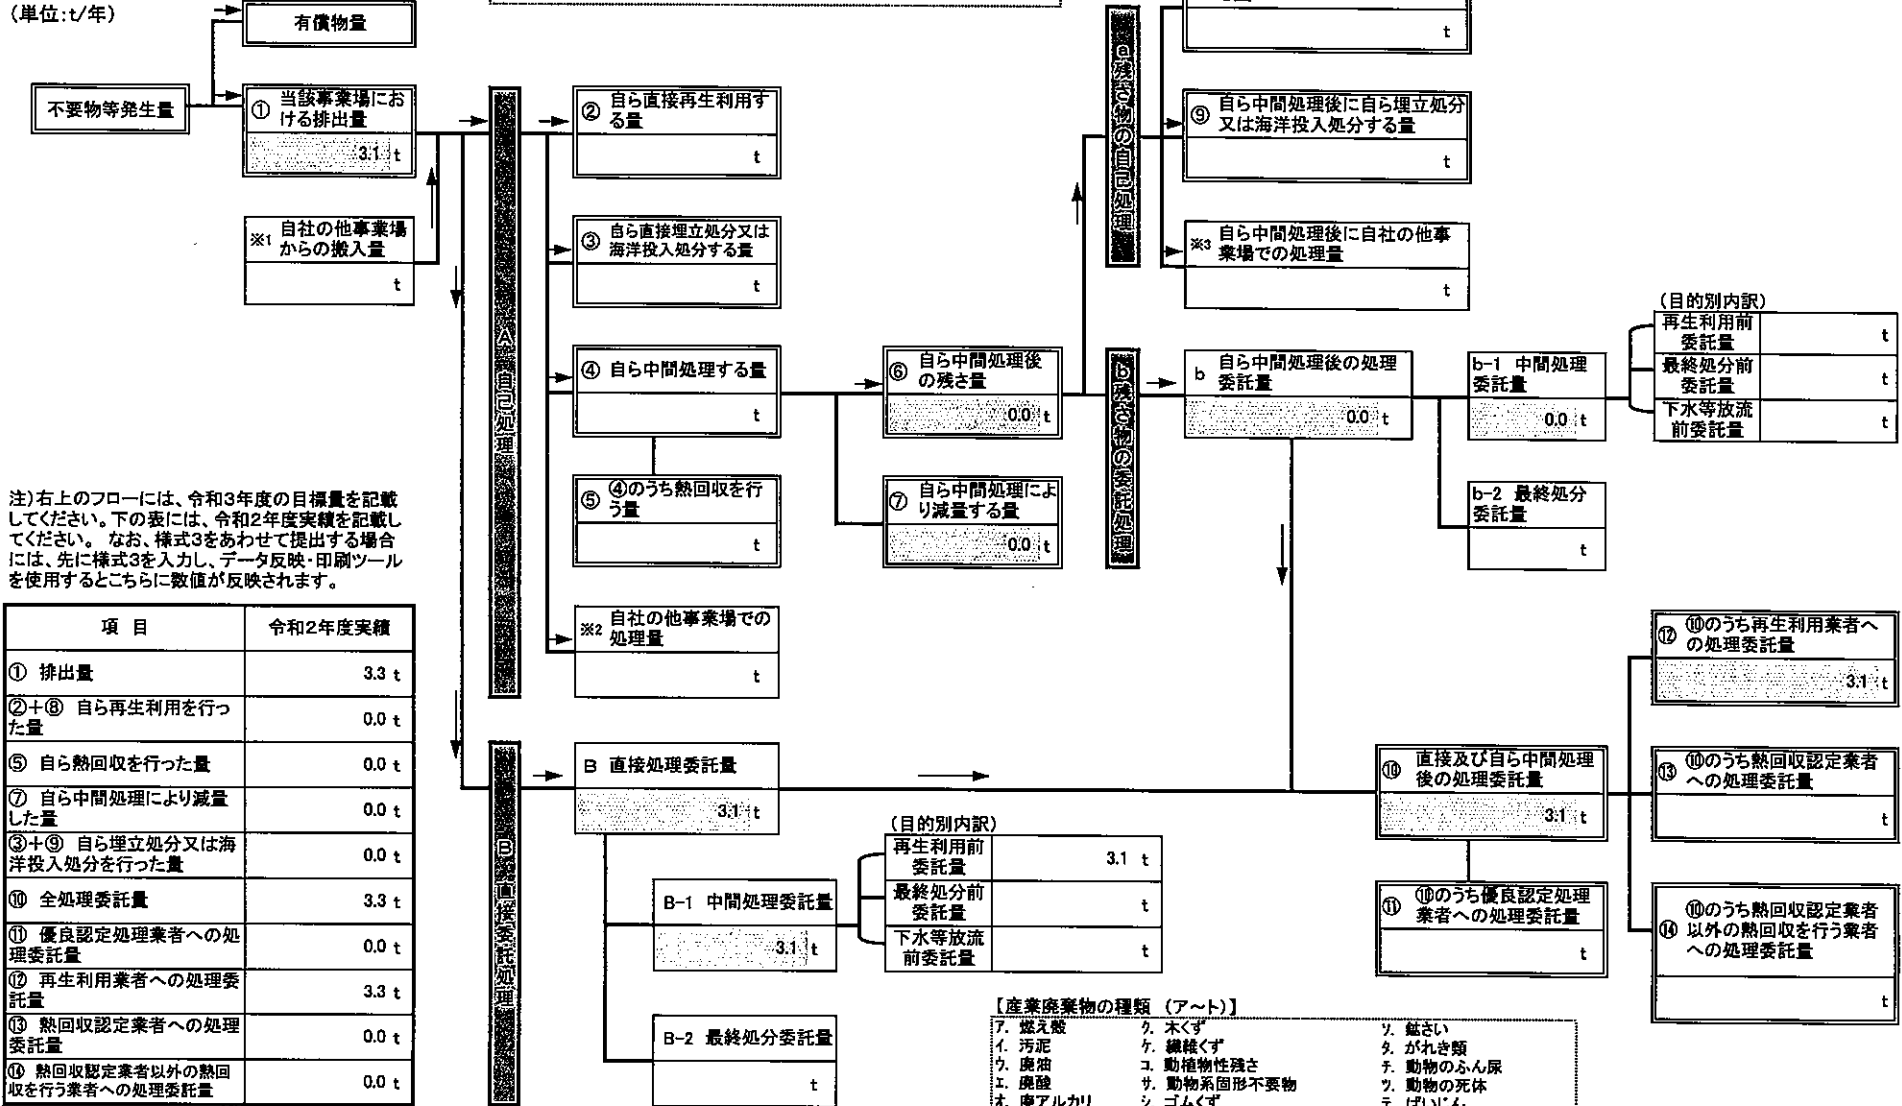 (単位:t/年)
有償物量
不要物等発生量
① 当該事業場にお
ける排出量
3.1 t
※1 自社の他事業場
からの搬入量
t
A 自己処理
② 自ら直接再生利用す
る量
t
③ 自ら直接埋立処分又は
海洋投入処分する量
t
④ 自ら中間処理する量
t
⑤ ④のうち熱回収を行
う量
t
※2 自社の他事業場での
処理量
t
⑥ 自ら中間処理後
の残さ量
0.0 t
⑦ 自ら中間処理によ
り減量する量
0.0 t
a 残さ物の自己処理
t
⑨ 自ら中間処理後に自ら埋立処分
又は海洋投入処分する量
t
※3 自ら中間処理後に自社の他事
業場での処理量
t
b 残さ物の委託処理
b 自ら中間処理後の処理
委託量
0.0 t
b-1 中間処理
委託量
0.0 t
(目的別内訳)
再生利用前
委託量
t
最終処分前
委託量
t
下水等放流
前委託量
t
b-2 最終処分
委託量
t
注)右上のフローには、令和3年度の目標量を記載
してください。下の表には、令和2年度実績を記載し
てください。 なお、様式3をあわせて提出する場合
には、先に様式3を入力し、データ反映・印刷ツール
を使用するとこちらに数値が反映されます。
項 目 令和2年度実績
① 排出量 3.3 t
②+⑧ 自ら再生利用を行っ
た量 0.0 t
⑤ 自ら熱回収を行った量 0.0 t
⑦ 自ら中間処理により減量
した量 0.0 t
③+⑨ 自ら埋立処分又は海
洋投入処分を行った量 0.0 t
⑩ 全処理委託量 3.3 t
⑪ 優良認定処理業者への処
理委託量 0.0 t
⑫ 再生利用業者への処理委
託量 3.3 t
⑬ 熱回収認定業者への処理
委託量 0.0 t
⑭ 熱回収認定業者以外の熱回
収を行う業者への処理委託量 0.0 t
B 直接委託処理
B 直接処理委託量
3.1 t
B-1 中間処理委託量
3.1 t
(目的別内訳)
再生利用前
委託量
3.1 t
最終処分前
委託量
t
下水等放流
前委託量
t
B-2 最終処分委託量
t
⑩ 直接及び自ら中間処理
後の処理委託量
3.1 t
⑪ ⑩のうち優良認定処理
業者への処理委託量
t
⑫ ⑩のうち再生利用業者へ
の処理委託量
3.1 t
⑬ ⑩のうち熱回収認定業者
への処理委託量
t
⑭ ⑩のうち熱回収認定業者
以外の熱回収を行う業者
への処理委託量
t
【産業廃棄物の種類 (ア~ト)】
ア. 燃え殻 ク. 木くず ソ. 鉱さい
イ. 汚泥 ケ. 繊維くず タ. がれき類
ウ. 廃油 コ. 動植物性残さ チ. 動物のふん尿
エ. 廃酸 サ. 動物系固形不要物 ツ. 動物の死体
オ. 廃アルカリ シ. ゴムくず テ. ばいじん